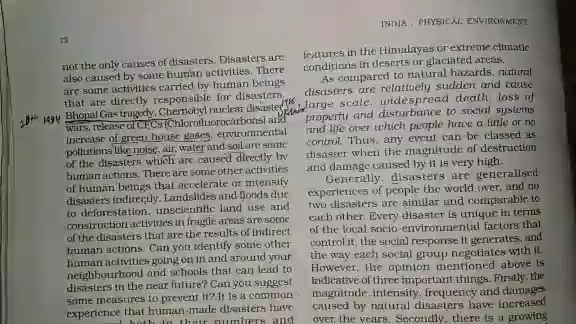 78
INDIA : PHYSICAL ENVIRONMENT
not the only causes of disasters. Disasters are
also caused by some human activities. There
are some activities carried by human beings
that are directly responsible for disasters.
Bhopal Gas tragedy, Chernobyl nuclear disaster,
wars, release of CFCs (Chlorofluorocarbons) and
increase of green house gases, environmental
pollutions like noise, air, water and soil are some
of the disasters which are caused directly by
human actions. There are some other activities
of human beings that accelerate or intensify
disasters indirectly. Landslides and floods due
to deforestation, unscientific land use and
construction activities in fragile areas are some
of the disasters that are the results of indirect
human actions. Can you identify some other
human activities going on in and around your
neighbourhood and schools that can lead to
disasters in the near future? Can you suggest
some measures to prevent it? It is a common
experience that human-made disasters have
both in their numbers and
1984
1986
features in the Himalayas or extreme climatic
conditions in deserts or glaciated areas.
As compared to natural hazards, natural
disasters are relatively sudden and cause
large scale, widespread death, loss of
property and disturbance to social systems
and life over which people have a little or no
control. Thus, any event can be classed as
disaster when the magnitude of destruction
and damage caused by it is very high.
Generally, disasters are generalised
experiences of people the world over, and no
two disasters are similar and comparable to
each other. Every disaster is unique in terms
of the local socio-environmental factors that
control it, the social response it generates, and
the way each social group negotiates with it.
However, the opinion mentioned above is
indicative of three important things. Firstly, the
magnitude, intensity, frequency and damages
caused by natural disasters have increased
over the years. Secondly, there is a growing